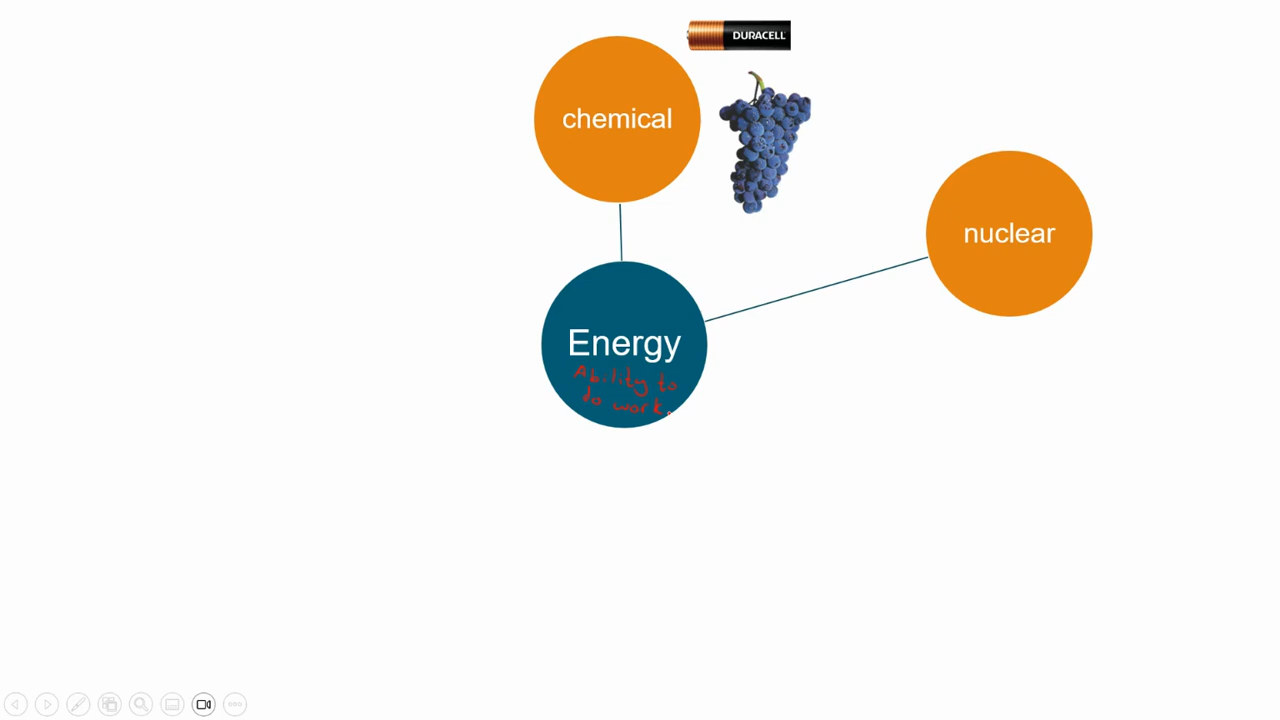 DURACELL
chemical
nuclear
Energy
Ability to
do work.